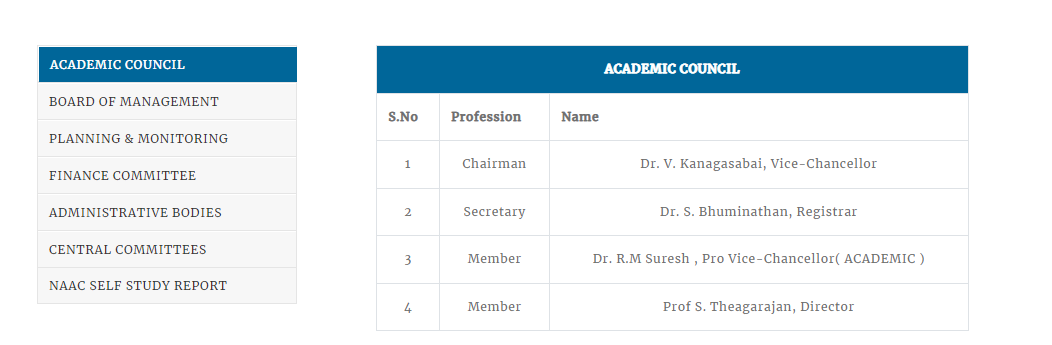 ACADEMIC COUNCIL
BOARD OF MANAGEMENT
PLANNING & MONITORING
FINANCE COMMITTEE
ADMINISTRATIVE BODIES
CENTRAL COMMITTEES
NAAC SELF STUDY REPORT
ACADEMIC COUNCIL
S.No Profession Name
1 Chairman Dr. V. Kanagasabai, Vice-Chancellor
2 Secretary Dr. S. Bhuminathan, Registrar
3 Member Dr. R.M Suresh , Pro Vice-Chancellor( ACADEMIC )
4 Member Prof S. Theagarajan, Director